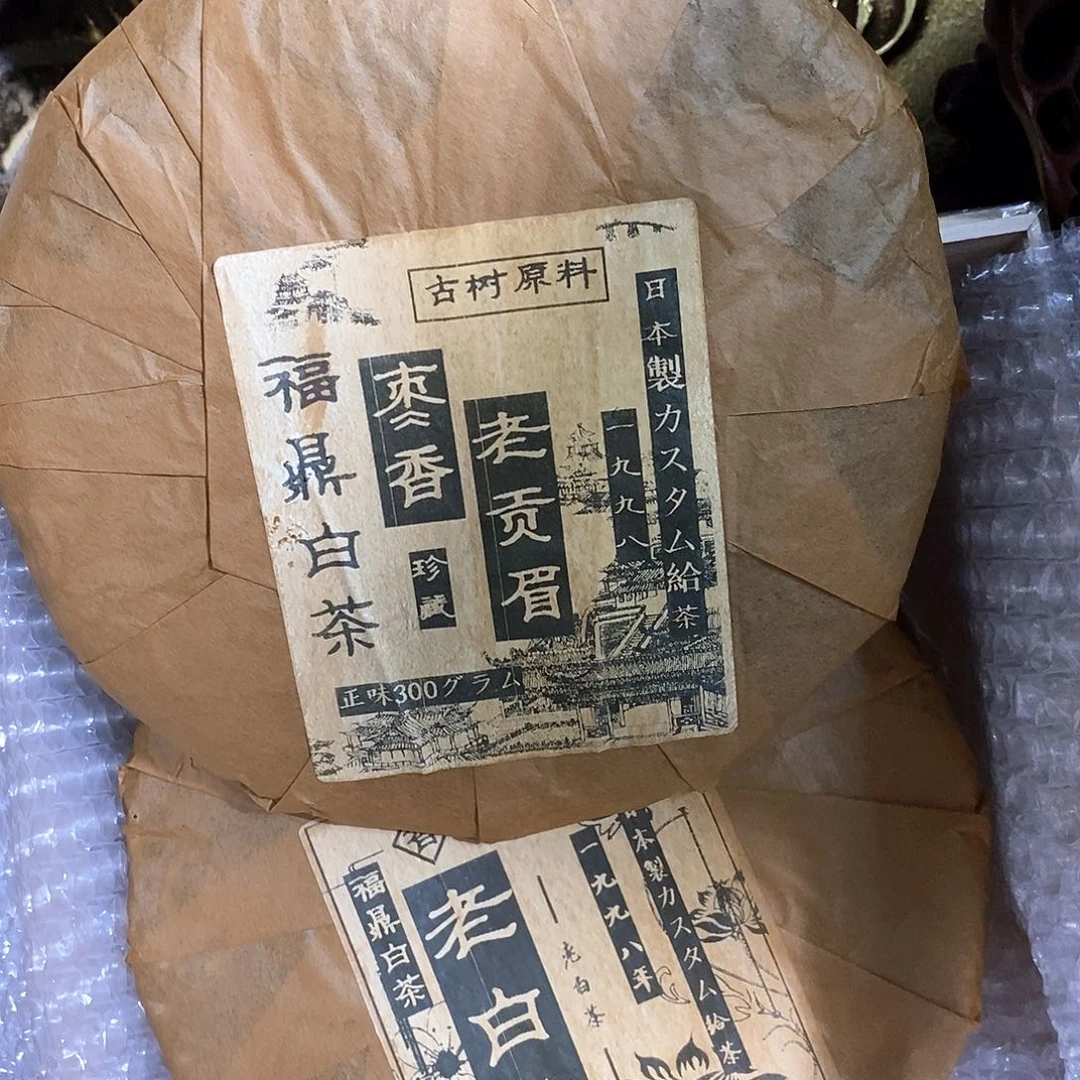 古树原料
日本製カスタム給茶
一九九八
老贡眉
枣香
珍藏
福鼎白茶
正味300グラム
本製カスタム給茶
一九九八年
老白茶
老白
福鼎白茶